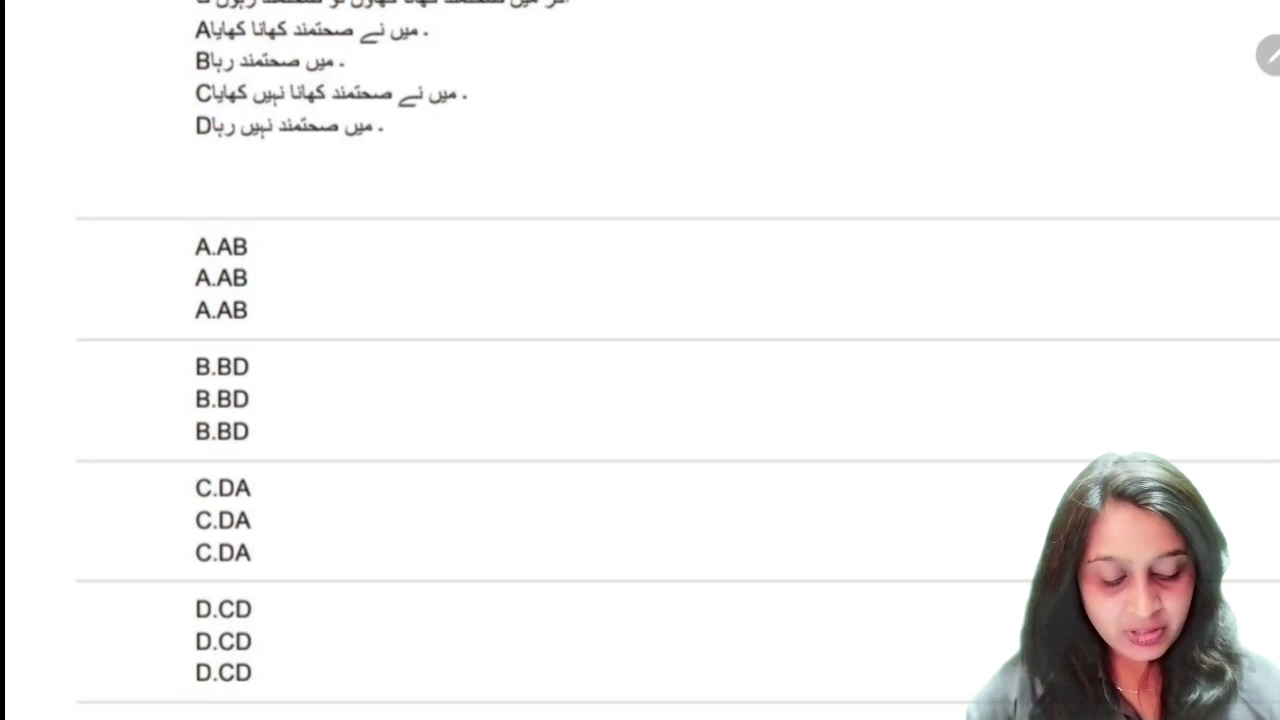 A میں نے صحتمند کھانا کھایا .
B میں صحتمند رہا .
C میں نے صحتمند کھانا نہیں کھایا .
D میں صحتمند نہیں رہا .
A.AB
A.AB
A.AB
B.BD
B.BD
B.BD
C.DA
C.DA
C.DA
D.CD
D.CD
D.CD